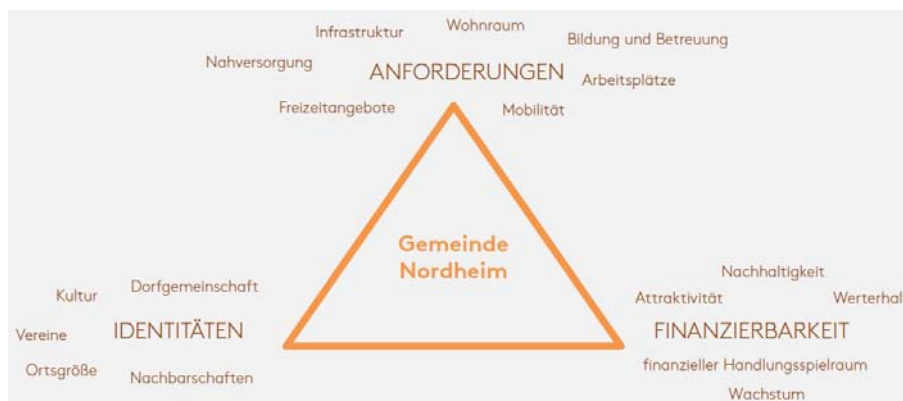 Wohnraum
Infrastruktur
Bildung und Betreuung
Nahversorgung
ANFORDERUNGEN
Arbeitsplätze
Freizeitangebote
Mobilität
Gemeinde
Nordheim
Kultur
Dorfgemeinschaft
Vereine
IDENTITÄTEN
Ortsgröße
Nachbarschaften
Nachhaltigkeit
Attraktivität
Werterhal
FINANZIERBARKEIT
finanzieller Handlungsspielraum
Wachstum